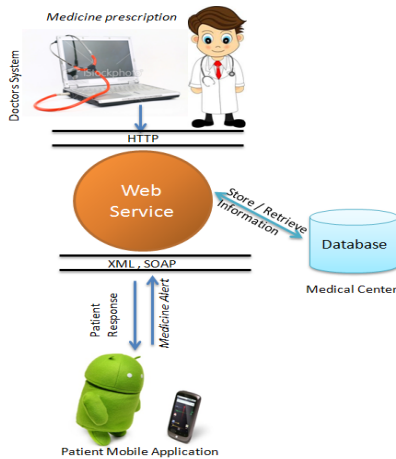 Medicine prescription
Doctors System
iStockphoto
HTTP
Web
Service
Store / Retrieve
Information
Database
Medical Center
XML , SOAP
Patient
Response
Medicine Alert
Patient Mobile Application